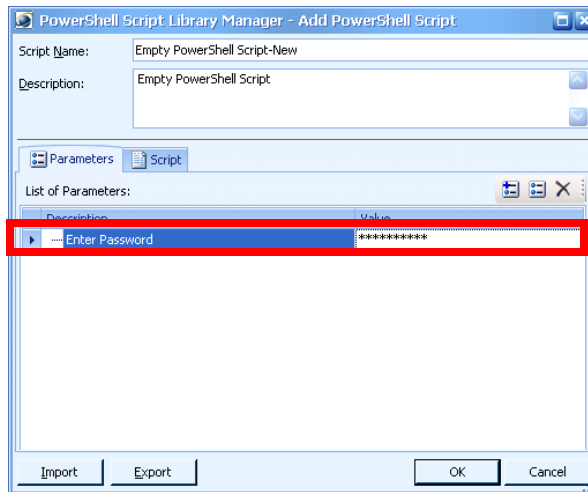 PowerShell Script Library Manager - Add PowerShell Script
Script Name: Empty PowerShell Script-New
Description: Empty PowerShell Script
Parameters Script
List of Parameters:
Description Value
Enter Password **********
Import Export OK Cancel